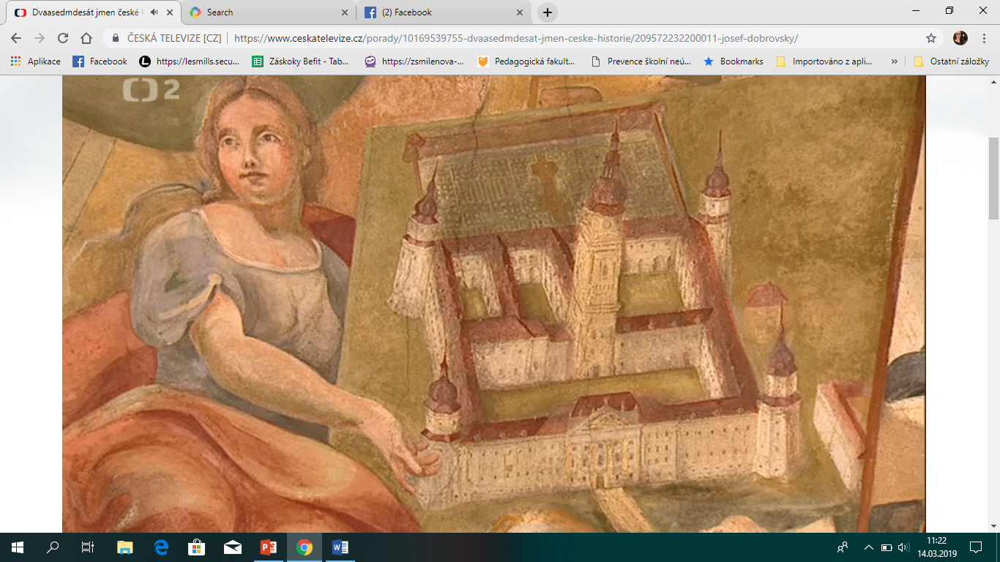 Dvaasedmdesát jmen české h
Search
(2) Facebook
ČESKÁ TELEVIZE [CZ]
https://www.ceskatelevize.cz/porady/10169539755-dvaasedmdesat-jmen-ceske-historie/209572232200011-josef-dobrovsky/
Aplikace
Facebook
https://lesmills.secu...
Záskoky Befit - Tab...
https://zsmilenova-...
Pedagogická fakult...
Prevence školní neú...
Bookmarks
Importováno z apli...
»
Ostatní záložky
2
11:22
14.03.2019